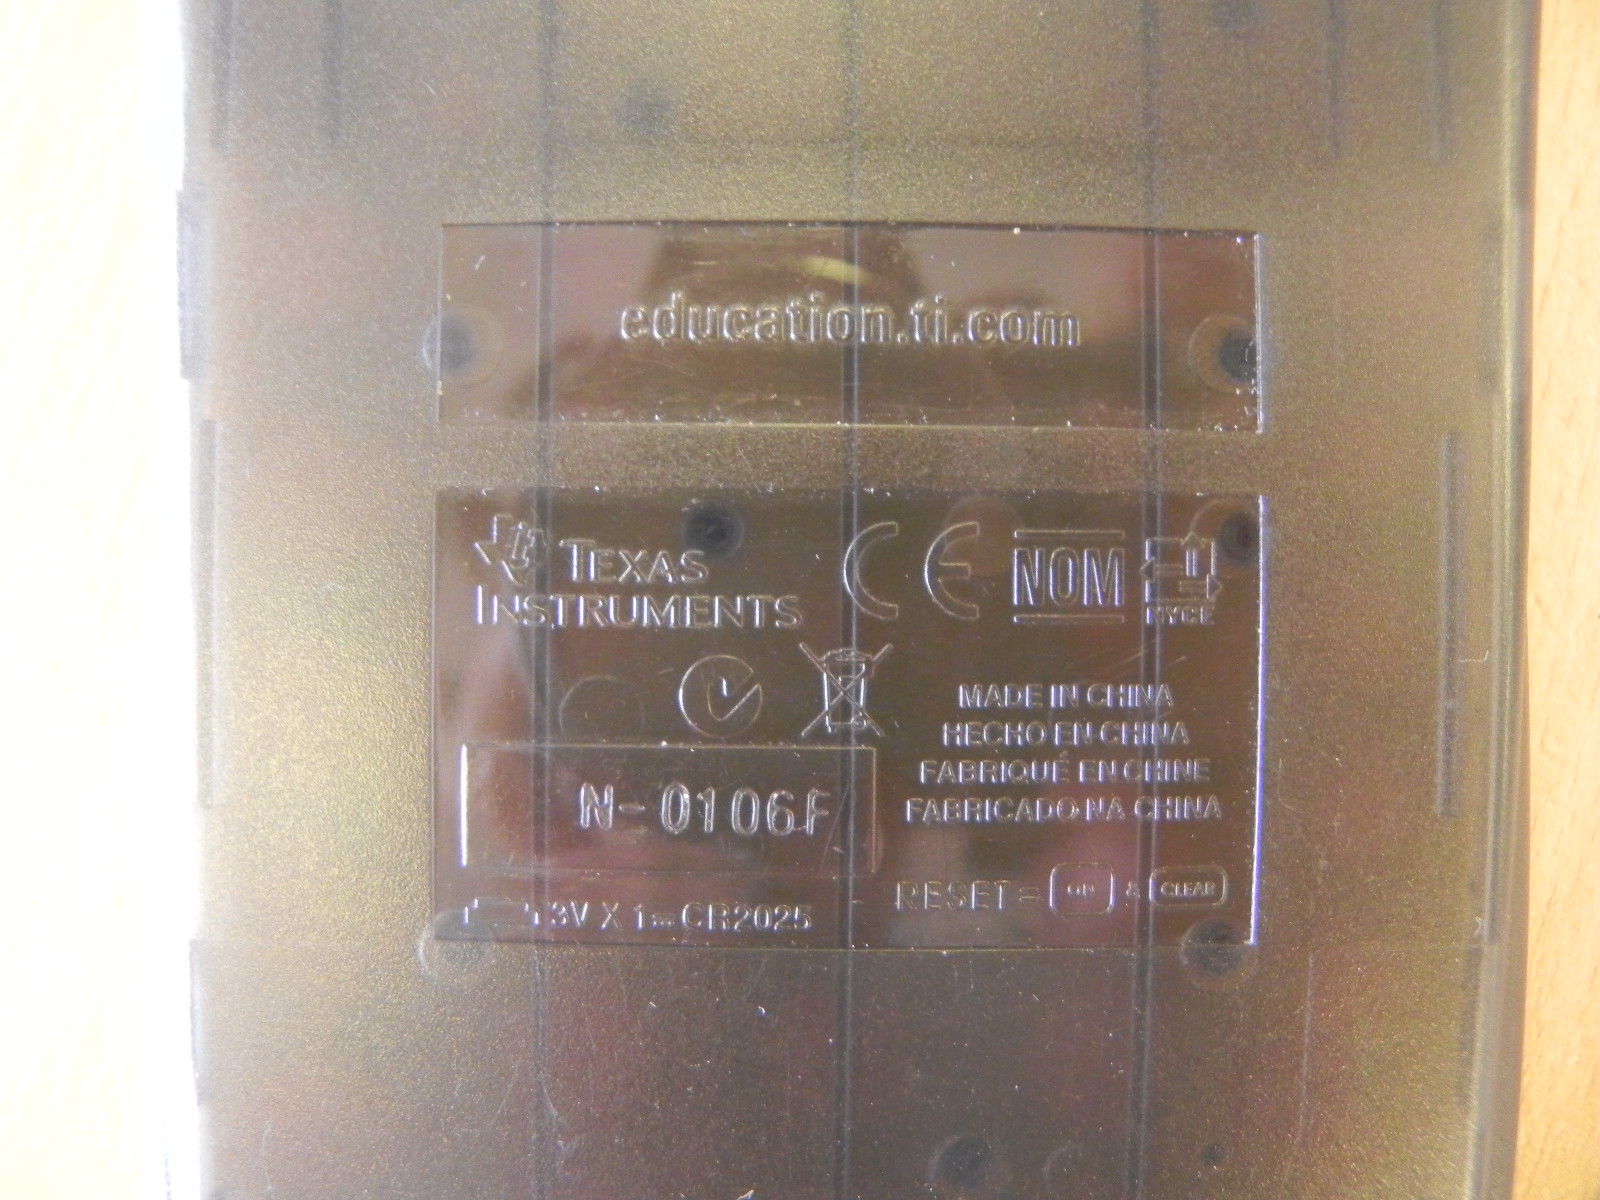 education.ti.com
TEXAS
INSTRUMENTS
CE
NOM
NYCE
MADE IN CHINA
HECHO EN CHINA
FABRIQUÉ EN CHINE
FABRICADO NA CHINA
N-0106F
3V X 1 CR2025
RESET = ON & CLEAR